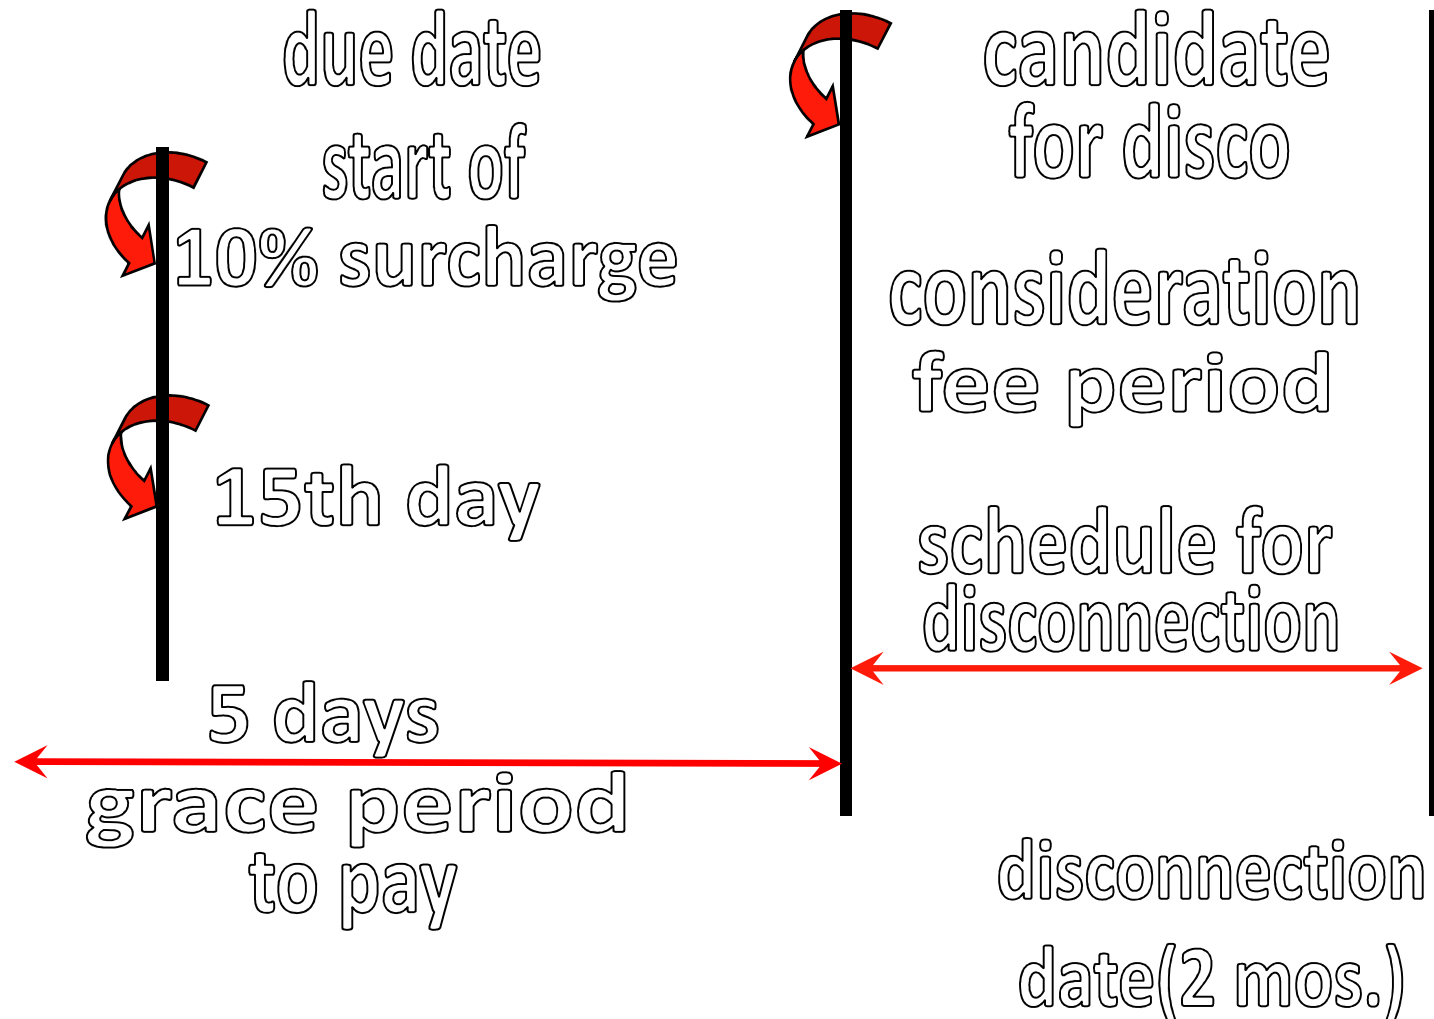 due date
start of
10% surcharge
15th day
5 days
grace period
to pay
candidate
for disco
consideration
fee period
schedule for
disconnection
disconnection
date(2 mos.)